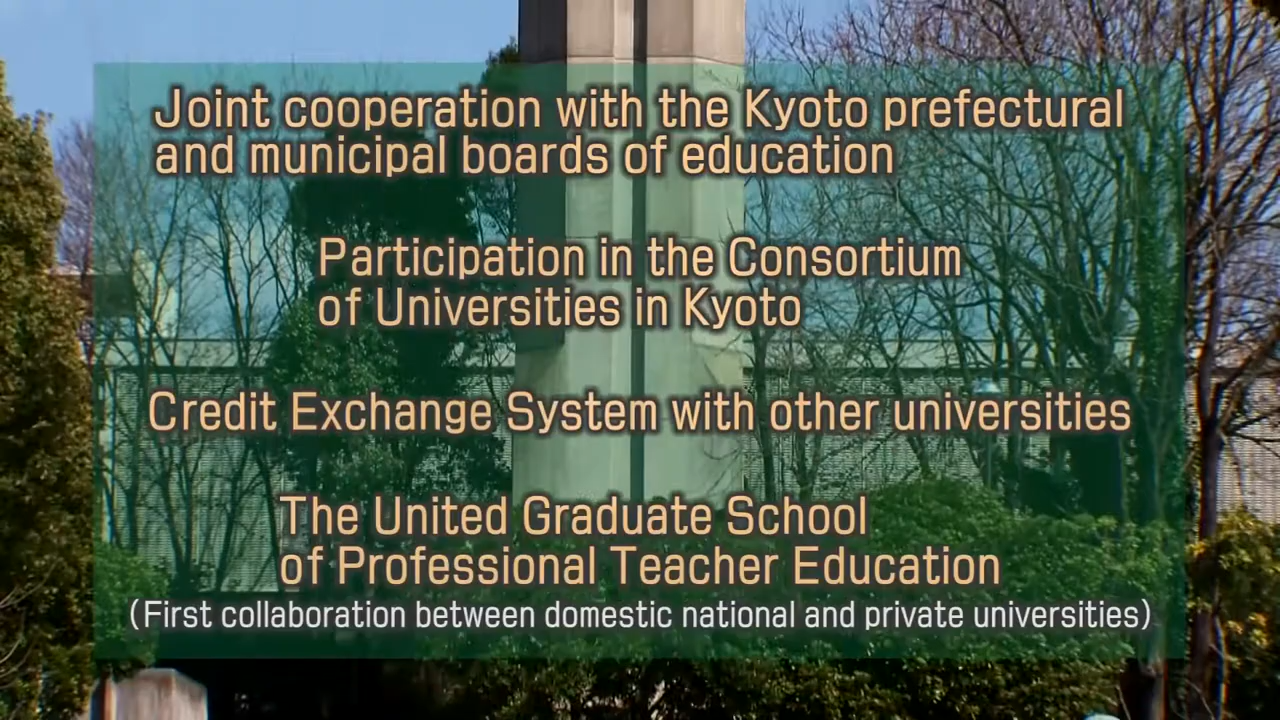 Joint cooperation with the Kyoto prefectural
and municipal boards of education
Participation in the Consortium
of Universities in Kyoto
Credit Exchange System with other universities
The United Graduate School
of Professional Teacher Education
(First collaboration between domestic national and private universities)